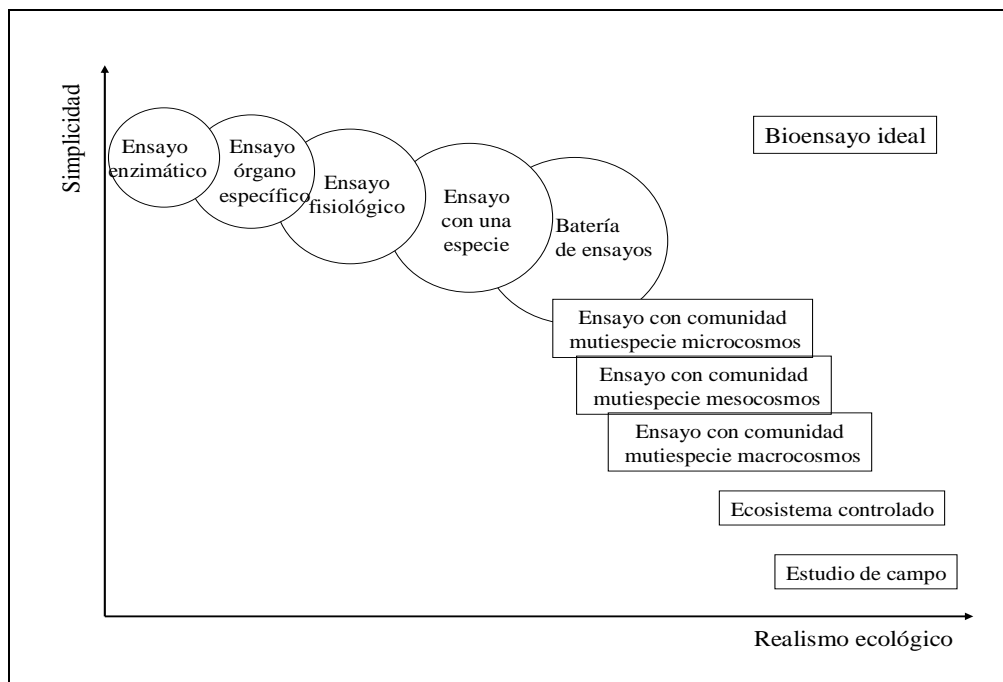 Simplicidad
Ensayo
enzimático
Ensayo
órgano
específico
Ensayo
fisiológico
Ensayo
con una
especie
Batería
de ensayos
Bioensayo ideal
Ensayo con comunidad
mutiespecie microcosmos
Ensayo con comunidad
mutiespecie mesocosmos
Ensayo con comunidad
mutiespecie macrocosmos
Ecosistema controlado
Estudio de campo
Realismo ecológico